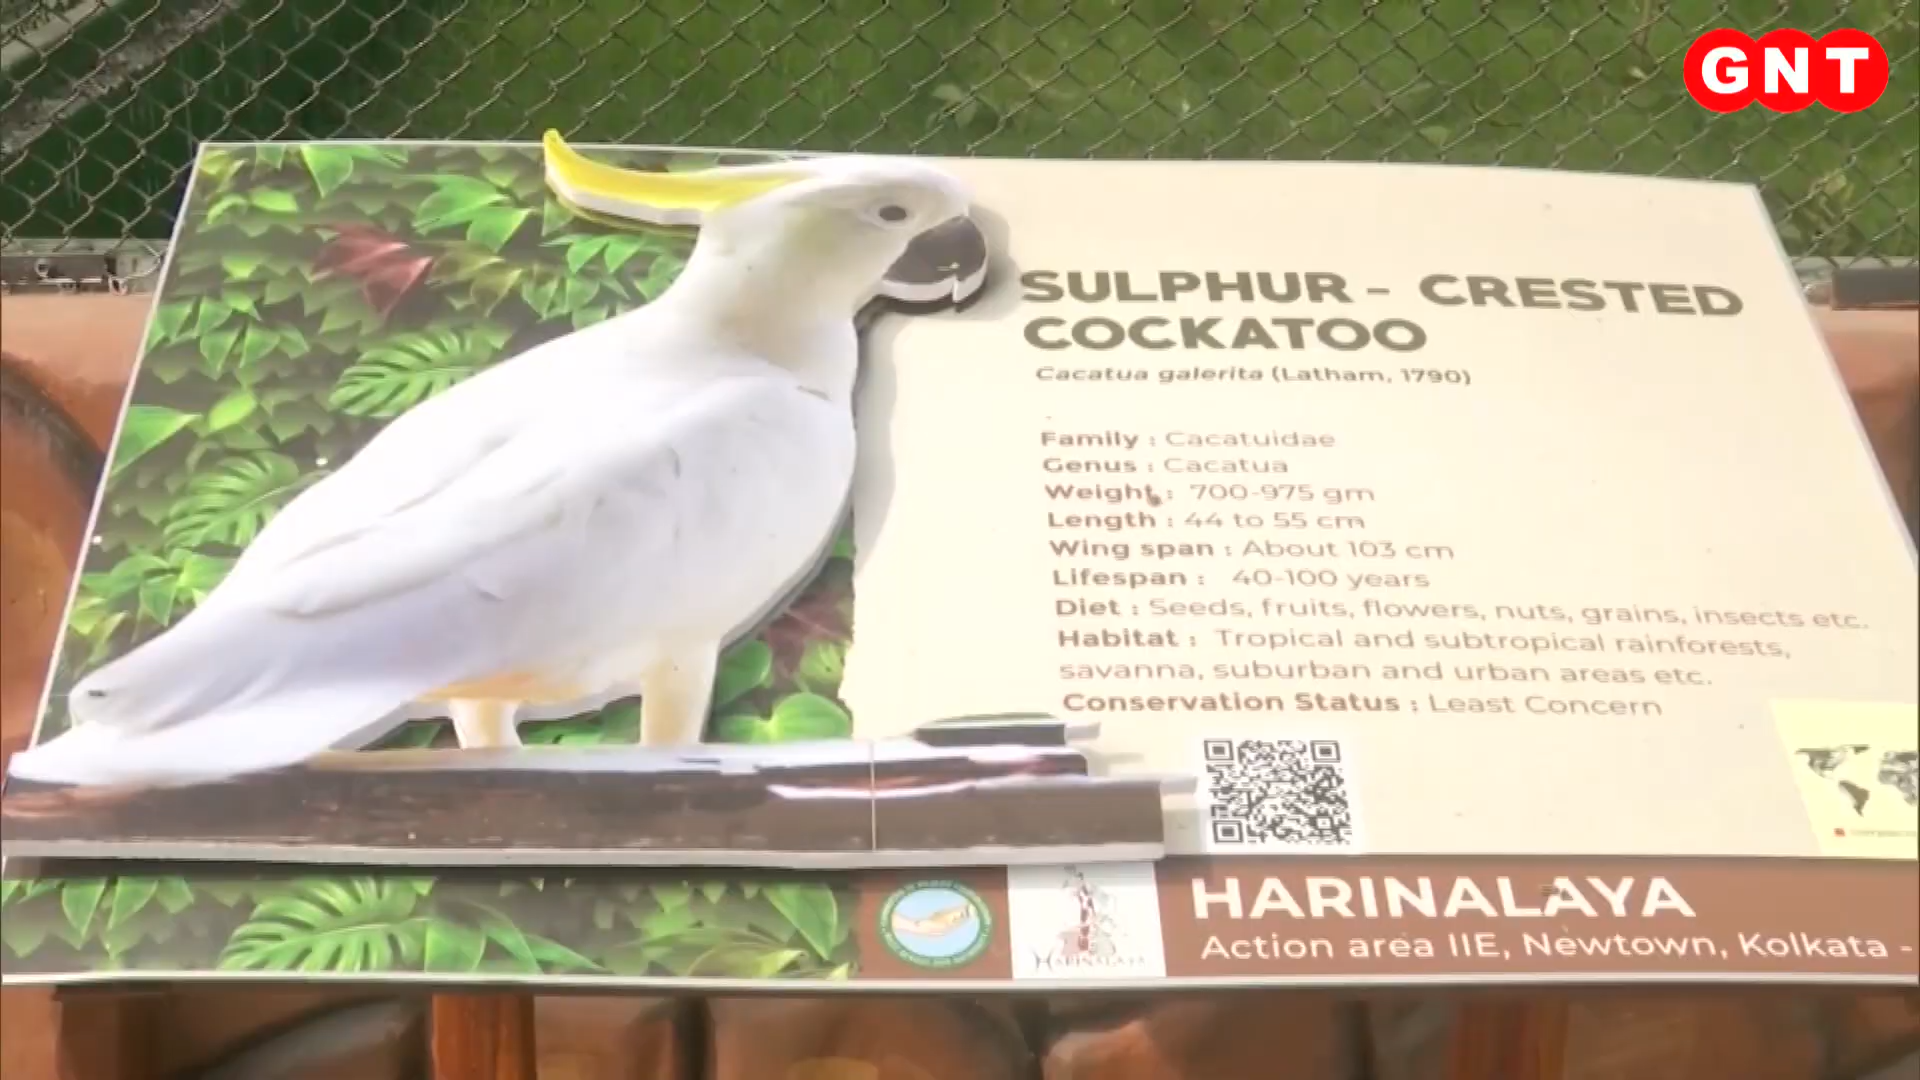 GNT
SULPHUR - CRESTED
COCKATOO
Cacatua galerita (Latham, 1790)
Family : Cacatuidae
Genus : Cacatua
Weight : 700-975 gm
Length : 44 to 55 cm
Wing span : About 103 cm
Lifespan : 40-100 years
Diet : Seeds, fruits, flowers, nuts, grains, insects etc.
Habitat : Tropical and subtropical rainforests,
savanna, suburban and urban areas etc.
Conservation Status : Least Concern
HARINALAYA
HARINALAYA
Action area IIE, Newtown, Kolkata -